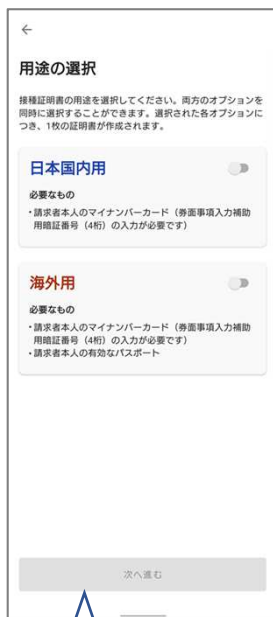 用途の選択
接種証明書の用途を選択してください。両方のオプションを
同時に選択することができます。選択された各オプションに
つき、1枚の証明書が作成されます。
日本国内用
必要なもの
・請求者本人のマイナンバーカード（券面事項入力補助
用暗証番号（4桁）の入力が必要です）
海外用
必要なもの
・請求者本人のマイナンバーカード（券面事項入力補助
用暗証番号（4桁）の入力が必要です）
・請求者本人の有効なパスポート
次へ進む